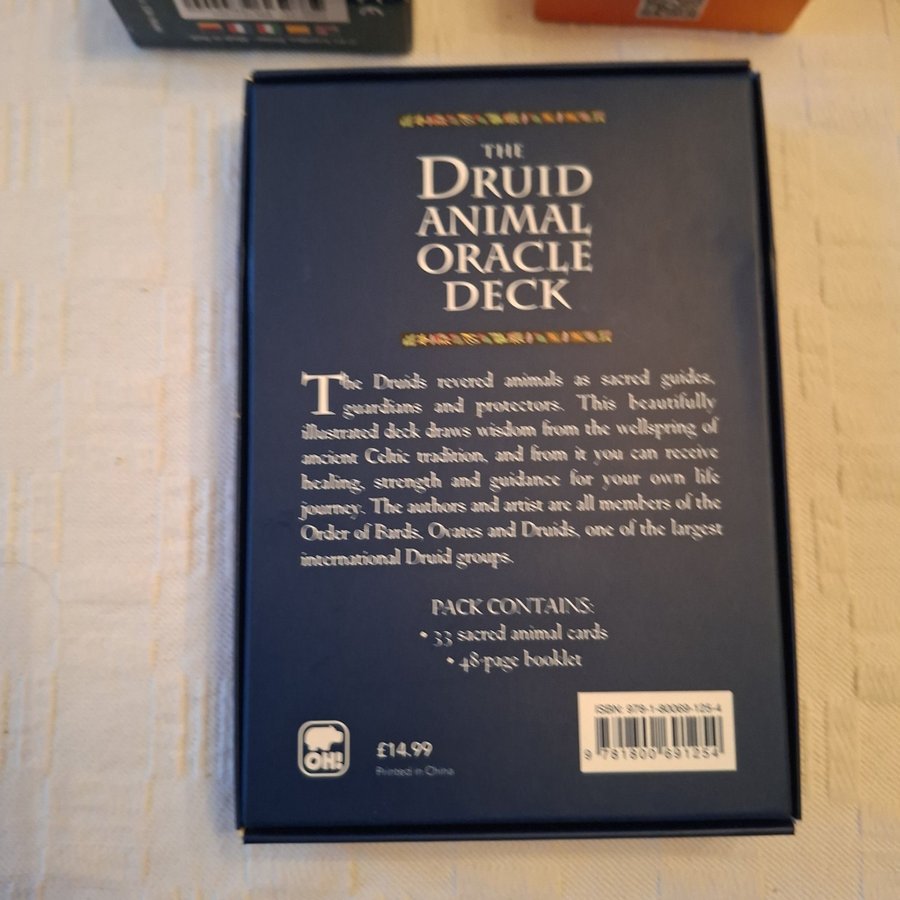 THE
DRUID
ANIMAL
ORACLE
DECK
The Druids revered animals as sacred guides,
guardians and protectors. This beautifully
illustrated deck draws wisdom from the wellspring of
ancient Celtic tradition, and from it you can receive
healing, strength and guidance for your own life
journey. The authors and artist are all members of the
Order of Bards, Ovates and Druids, one of the largest
international Druid groups.
PACK CONTAINS:
• 33 sacred animal cards
• 48-page booklet
ISBN: 978-1-80069-125-4
9 781800 691254
OH!
£14.99
Printed in China